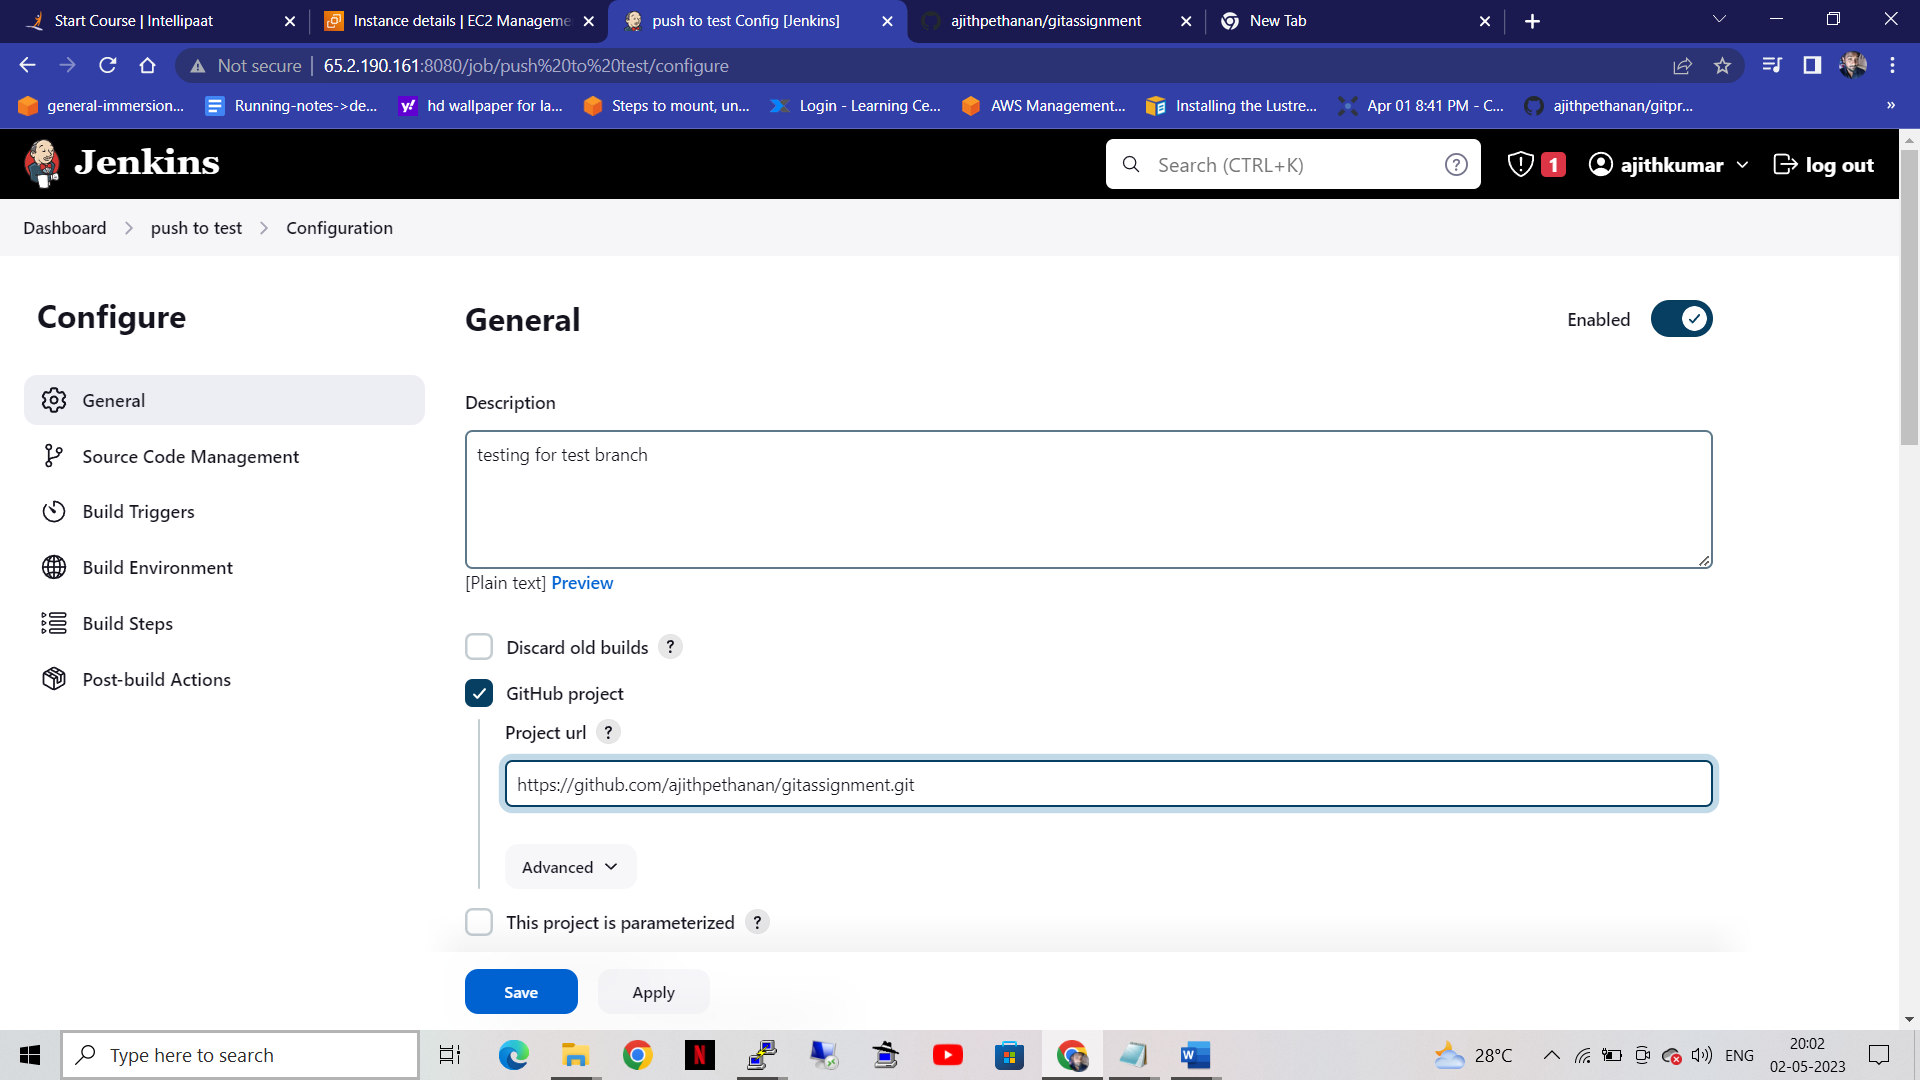 Start Course | Intellipaat
Instance details | EC2 Manageme
push to test Config [Jenkins]
ajithpethanan/gitassignment
New Tab
Not secure
65.2.190.161:8080/job/push%20to%20test/configure
general-immersion...
Running-notes->de...
y! hd wallpaper for la...
Steps to mount, un...
Login - Learning Ce...
AWS Management...
Installing the Lustre...
Apr 01 8:41 PM - C...
ajithpethanan/gitpr...
»
Jenkins
Search (CTRL+K)
?
1
ajithkumar
log out
Dashboard
push to test
Configuration
Configure
General
Source Code Management
Build Triggers
Build Environment
Build Steps
Post-build Actions
General
Enabled
Description
testing for test branch
[Plain text] Preview
Discard old builds ?
GitHub project
Project url ?
https://github.com/ajithpethanan/gitassignment.git
Advanced
This project is parameterized ?
Save
Apply
Type here to search
N
W
28°C
ENG
20:02
02-05-2023